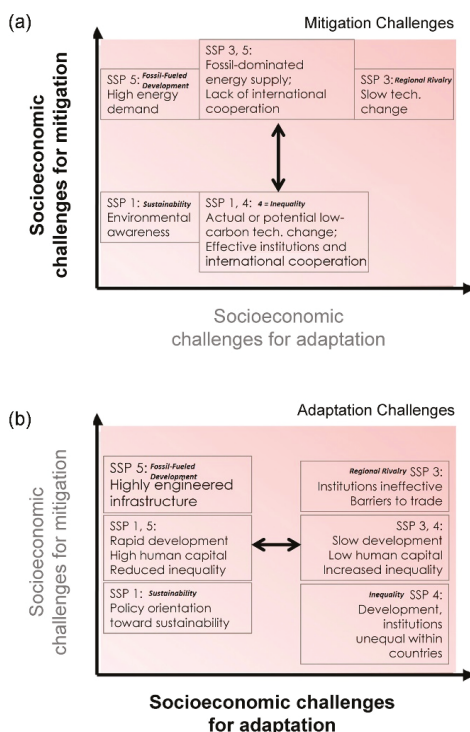 (a)
Mitigation Challenges
Socioeconomic
challenges for mitigation
SSP 5: Fossil-Fueled
Development
High energy
demand
SSP 3, 5:
Fossil-dominated
energy supply;
Lack of international
cooperation
SSP 3: Regional Rivalry
Slow tech.
change
SSP 1: Sustainability
Environmental
awareness
SSP 1, 4: 4 = Inequality
Actual or potential low-
carbon tech. change;
Effective institutions and
international cooperation
Socioeconomic
challenges for adaptation
(b)
Adaptation Challenges
Socioeconomic
challenges for mitigation
SSP 5: Fossil-Fueled
Development
Highly engineered
infrastructure
SSP 1, 5:
Rapid development
High human capital
Reduced inequality
SSP 1: Sustainability
Policy orientation
toward sustainability
Regional Rivalry SSP 3:
Institutions ineffective
Barriers to trade
SSP 3, 4:
Slow development
Low human capital
Increased inequality
Inequality SSP 4:
Development,
institutions
unequal within
countries
Socioeconomic challenges
for adaptation